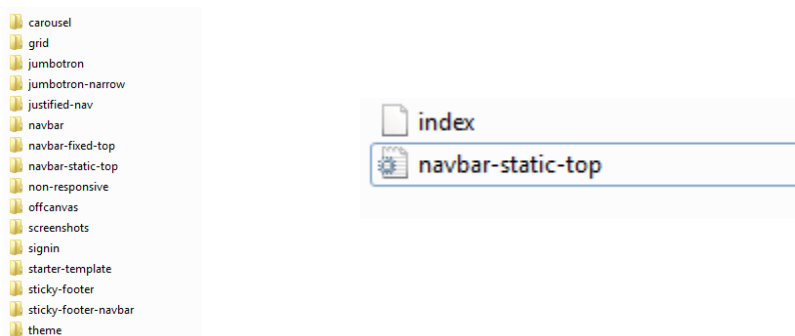 carousel
grid
jumbotron
jumbotron-narrow
justified-nav
navbar
navbar-fixed-top
navbar-static-top
non-responsive
offcanvas
screenshots
signin
starter-template
sticky-footer
sticky-footer-navbar
theme
index
navbar-static-top